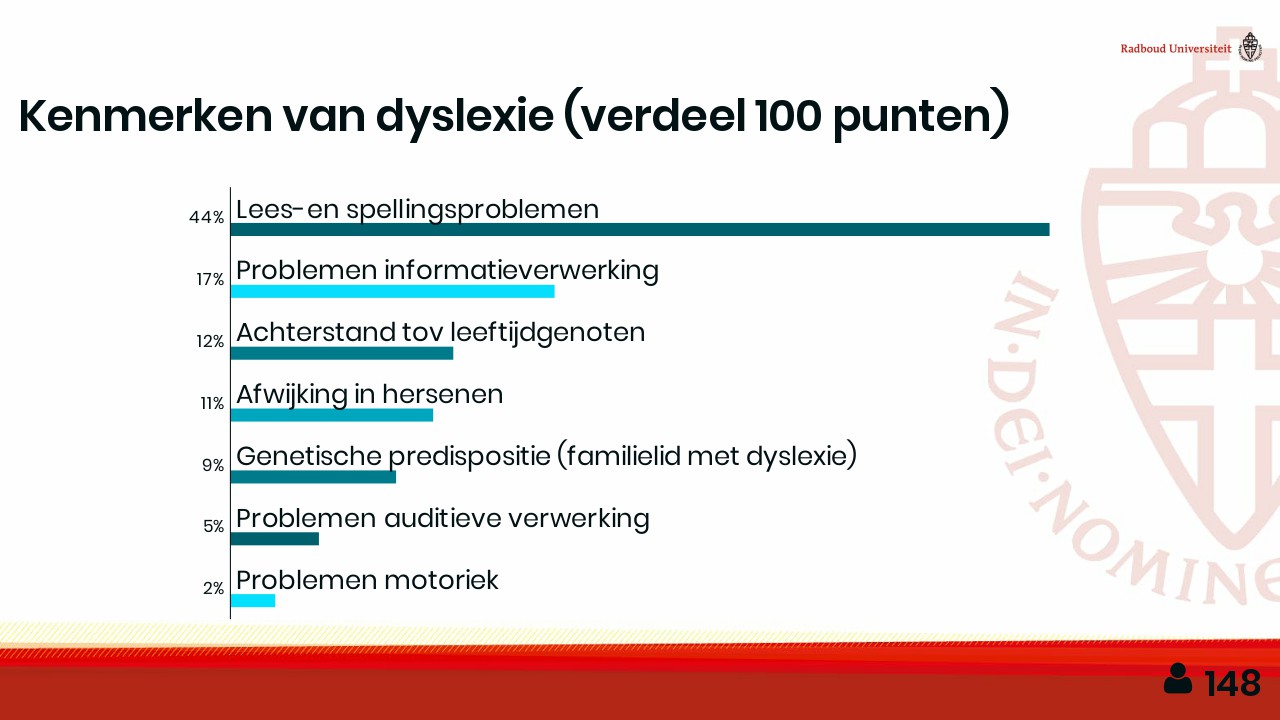 Radboud Universiteit
Kenmerken van dyslexie (verdeel 100 punten)
44% Lees-en spellingsproblemen
17% Problemen informatieverwerking
12% Achterstand tov leeftijdgenoten
11% Afwijking in hersenen
9% Genetische predispositie (familielid met dyslexie)
5% Problemen auditieve verwerking
2% Problemen motoriek
IN·DEI·NOMINE
148